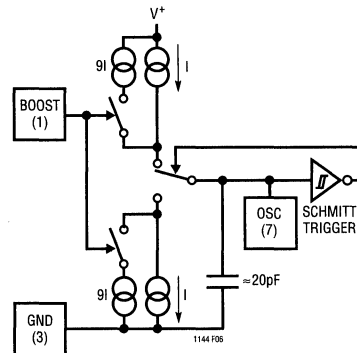 V+
9I
I
BOOST
(1)
OSC
(7)
SCHMITT
TRIGGER
9I
I
≈20pF
GND
(3)
1144 F06